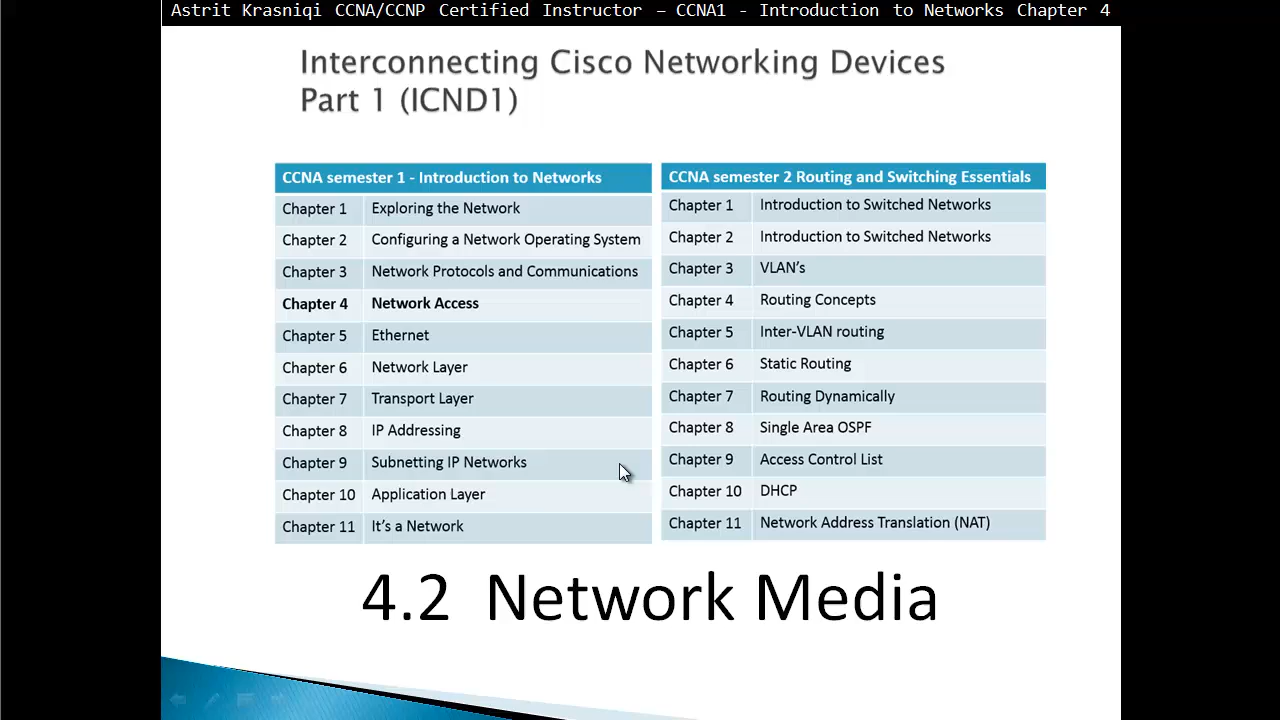 Astrit Krasniqi CCNA/CCNP Certified Instructor – CCNA1 - Introduction to Networks Chapter 4
Interconnecting Cisco Networking Devices
Part 1 (ICND1)
CCNA semester 1 - Introduction to Networks
Chapter 1 Exploring the Network
Chapter 2 Configuring a Network Operating System
Chapter 3 Network Protocols and Communications
Chapter 4 Network Access
Chapter 5 Ethernet
Chapter 6 Network Layer
Chapter 7 Transport Layer
Chapter 8 IP Addressing
Chapter 9 Subnetting IP Networks
Chapter 10 Application Layer
Chapter 11 It’s a Network
CCNA semester 2 Routing and Switching Essentials
Chapter 1 Introduction to Switched Networks
Chapter 2 Introduction to Switched Networks
Chapter 3 VLAN’s
Chapter 4 Routing Concepts
Chapter 5 Inter-VLAN routing
Chapter 6 Static Routing
Chapter 7 Routing Dynamically
Chapter 8 Single Area OSPF
Chapter 9 Access Control List
Chapter 10 DHCP
Chapter 11 Network Address Translation (NAT)
4.2 Network Media